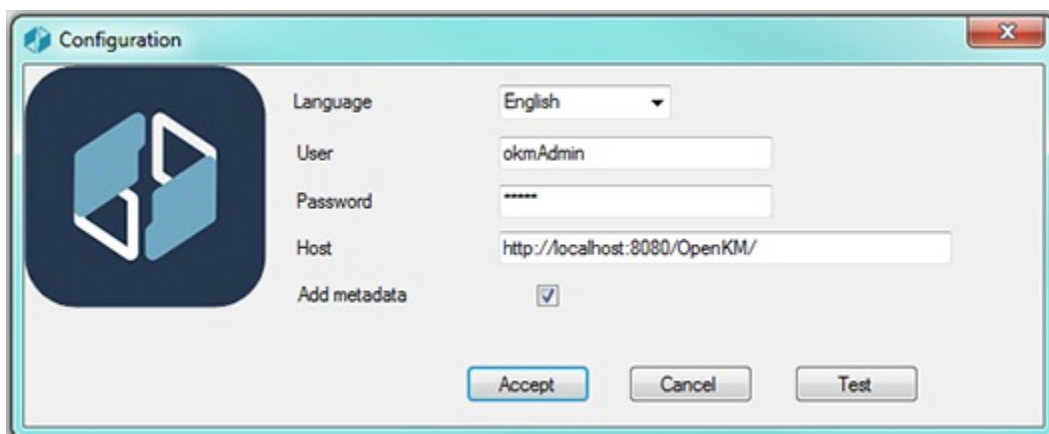 Configuration
Language English
User okmAdmin
Password *****
Host http://localhost:8080/OpenKM/
Add metadata
Accept Cancel Test